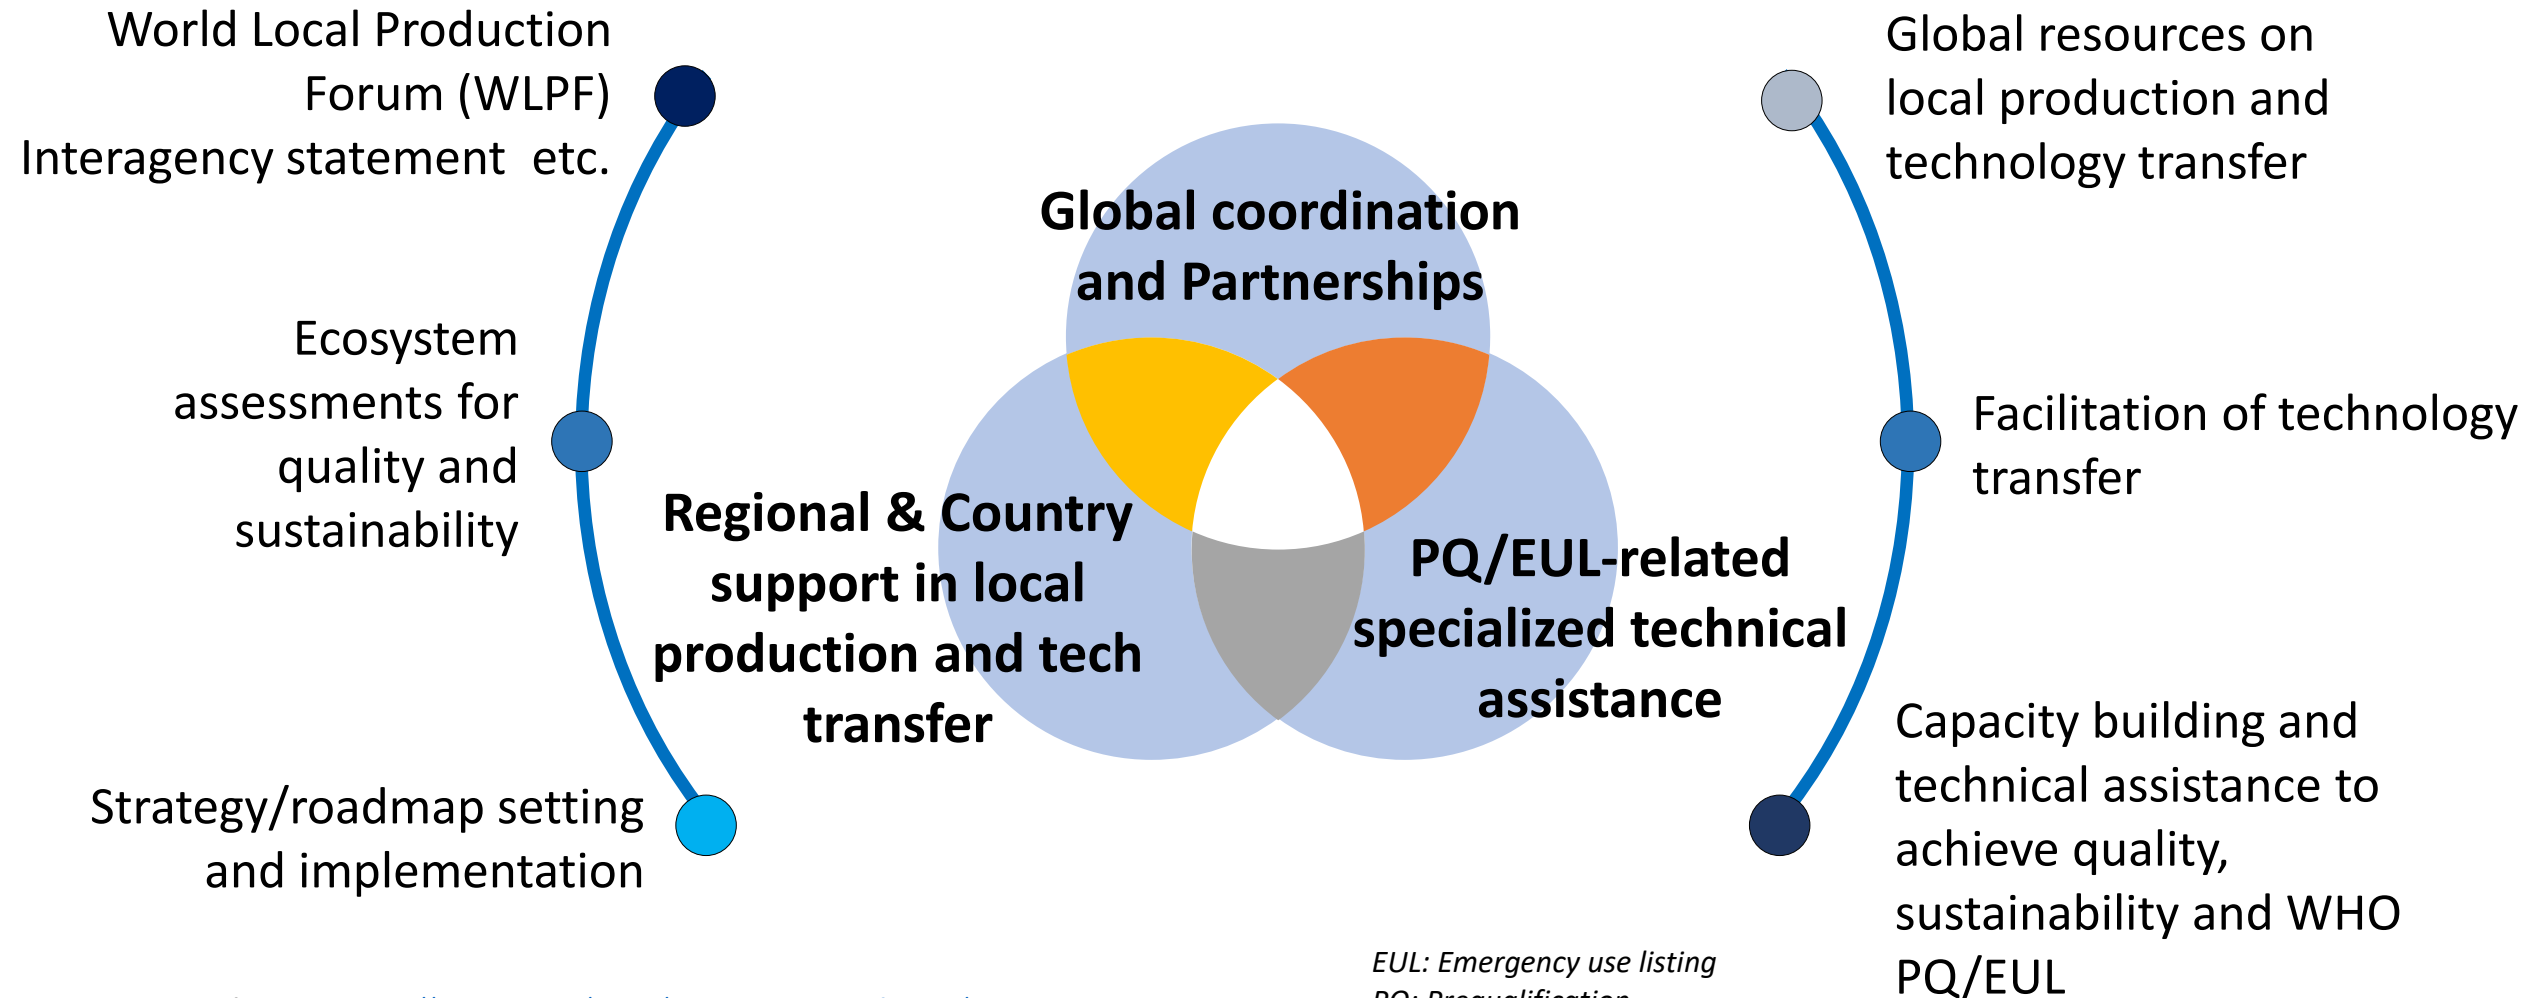 World Local Production
Forum (WLPF)
Interagency statement  etc.
Ecosystem
assessments for
quality and
sustainability
Strategy/roadmap setting
and implementation
Global coordination
and Partnerships
Regional & Country
support in local
production and tech
transfer
PQ/EUL-related
specialized technical
assistance
Global resources on
local production and
technology transfer
Facilitation of technology
transfer
Capacity building and
technical assistance to
achieve quality,
sustainability and WHO
PQ/EUL
EUL: Emergency use listing
PQ: Prequalification